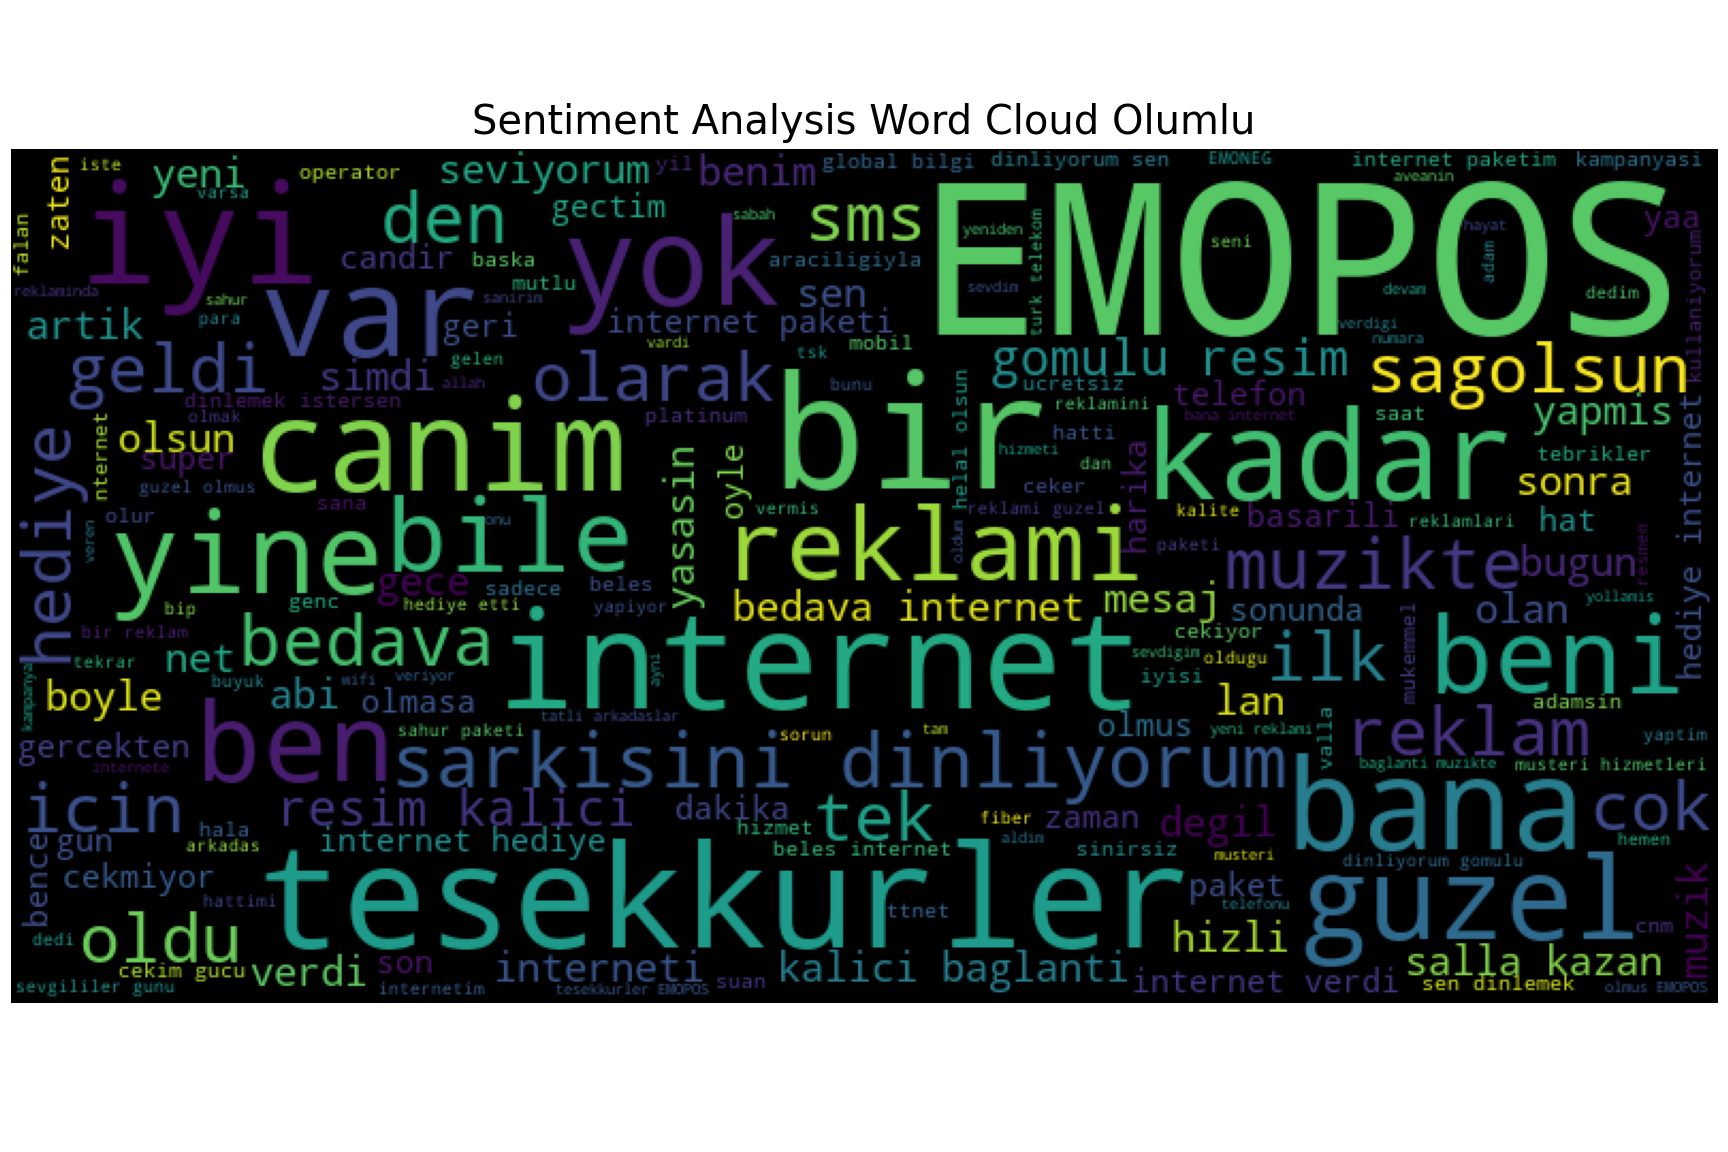 Sentiment Analysis Word Cloud Olumlu
iste
yeni
operator
seviyorum
yil
benim
global bilgi
dinliyorum sen
EMONEG
internet paketim
kampanyasi
zaten
varsa
aveanin
iyi
den
gectim
sabah
sms
EMOPOS
yeniden
turk telekom
seni
hayat
adam
yaa
falan
yok
candir
baska
araciligiyla
reklaminda
sahur
mutlu
sanirim
sen
sevdim
devam
dedim
kullaniyorum
artik
para
var
geri
internet paketi
verdigi
numara
vardi
mobil
geldi
simdi
gelen
allah
olarak
tsk
bunu
gomulu resim
sagolsun
dinlemek istersen
olmak
platinum
bir
ucretsiz
reklamini
telefon
bana internet
saat
yapmis
nternet
olsun
canim
super
guzel olmus
sana
yasasin
oyle
helal olsun
hatti
hizmeti
dan
ceker
kadar
harika
tebrikler
sonra
hediye
olur
veren
yine
bile
onu
vermis
reklami guzel
kalite
basarili
reklamlari
hat
reklami
oldum
paketi
muzikte
bugun
resmen
hediye internet
gece
sadece
beles
bip
genc
hediye etti
yapiyor
bedava internet
mesaj
sonunda
olan
yollamis
bir reklam
tekrar
net
bedava
internet
cekiyor
sevdigim
oldugu
ilk
mukemmel
beni
kampanya
buyuk
wifi
veriyor
ayni
iyisi
boyle
abi
olmasa
tatli arkadaslar
lan
adamsin
ben
sahur paketi
sorun
tam
olmus
yeni reklami
valla
reklam
yaptim
gercekten
internete
sarkisini dinliyorum
baglanti muzikte
musteri hizmetleri
icin
resim kalici
dakika
tek
fiber
zaman
degil
bana
cok
hala
gun
arkadas
internet hediye
hizmet
aldim
beles internet
sinirsiz
musteri
hemen
dinliyorum gomulu
bence
cekmiyor
hattimi
tesekkurler
ttnet
paket
telefonu
guzel
cnm
muzik
dedi
oldu
hizli
cekim gucu
verdi
son
interneti
kalici baglanti
salla kazan
sevgililer gunu
internetim
tesekkurler EMOPOS
suan
internet verdi
sen dinlemek
olmus EMOPOS